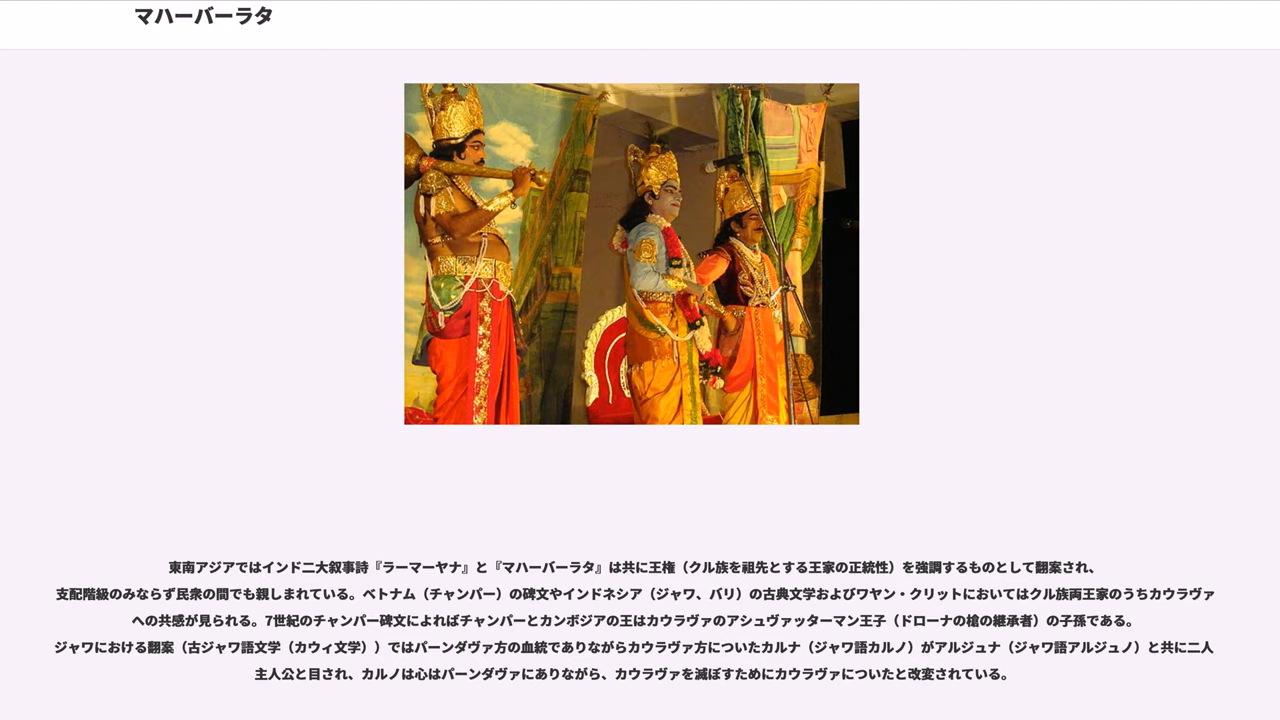 マハーバーラタ
東南アジアではインド二大叙事詩『ラーマーヤナ』と『マハーバーラタ』は共に王権（クル族を祖先とする王家の正統性）を強調するものとして翻案され、
支配階級のみならず民衆の間でも親しまれている。ベトナム（チャンパー）の碑文やインドネシア（ジャワ、バリ）の古典文学およびワヤン・クリットにおいてはクル族両王家のうちカウラヴァ
への共感が見られる。7世紀のチャンパー碑文によればチャンパーとカンボジアの王はカウラヴァのアシュヴァッターマン王子（ドローナの槍の継承者）の子孫である。
ジャワにおける翻案（古ジャワ語文学（カウィ文学））ではパーンダヴァ方の血統でありながらカウラヴァ方についたカルナ（ジャワ語カルノ）がアルジュナ（ジャワ語アルジュノ）と共に二人
主人公と目され、カルノは心はパーンダヴァにありながら、カウラヴァを滅ぼすためにカウラヴァについたと改変されている。